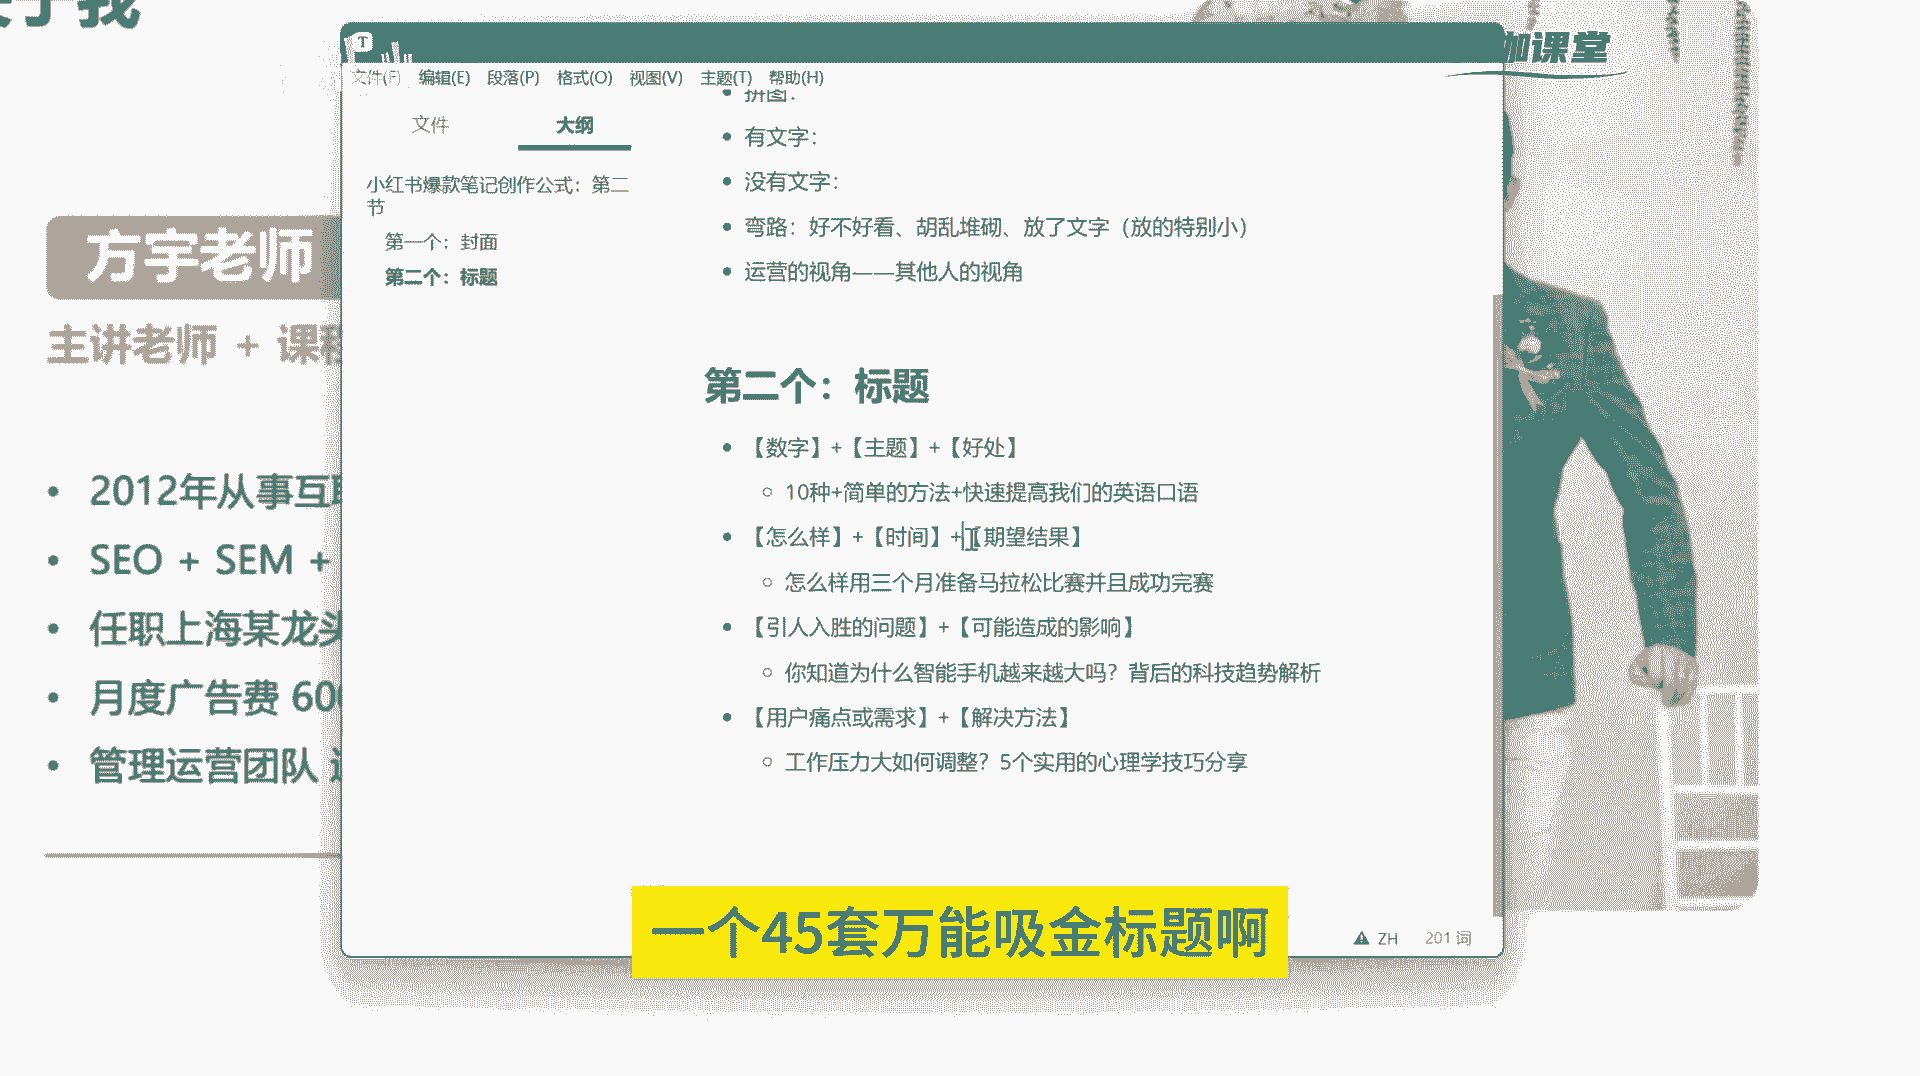 加课堂
方宇老师
主讲老师 + 课程
2012年从事互联
SEO + SEM +
任职上海某龙头
月度广告费 600
管理运营团队
T
文件(F) 编辑(E) 段落(P) 格式(O) 视图(V) 主题(T) 帮助(H)
文件 大纲
小红书爆款笔记创作公式：第二
节
第一个：封面
第二个：标题
拼图：
有文字：
没有文字：
弯路：好不好看、胡乱堆砌、放了文字（放的特别小）
运营的视角——其他人的视角
第二个：标题
【数字】+【主题】+【好处】
10种+简单的方法+快速提高我们的英语口语
【怎么样】+【时间】+【期望结果】
怎么样用三个月准备马拉松比赛并且成功完赛
【引人入胜的问题】+【可能造成的影响】
你知道为什么智能手机越来越大吗？背后的科技趋势解析
【用户痛点或需求】+【解决方法】
工作压力大如何调整？5个实用的心理学技巧分享
一个45套万能吸金标题啊
ZH 201 词